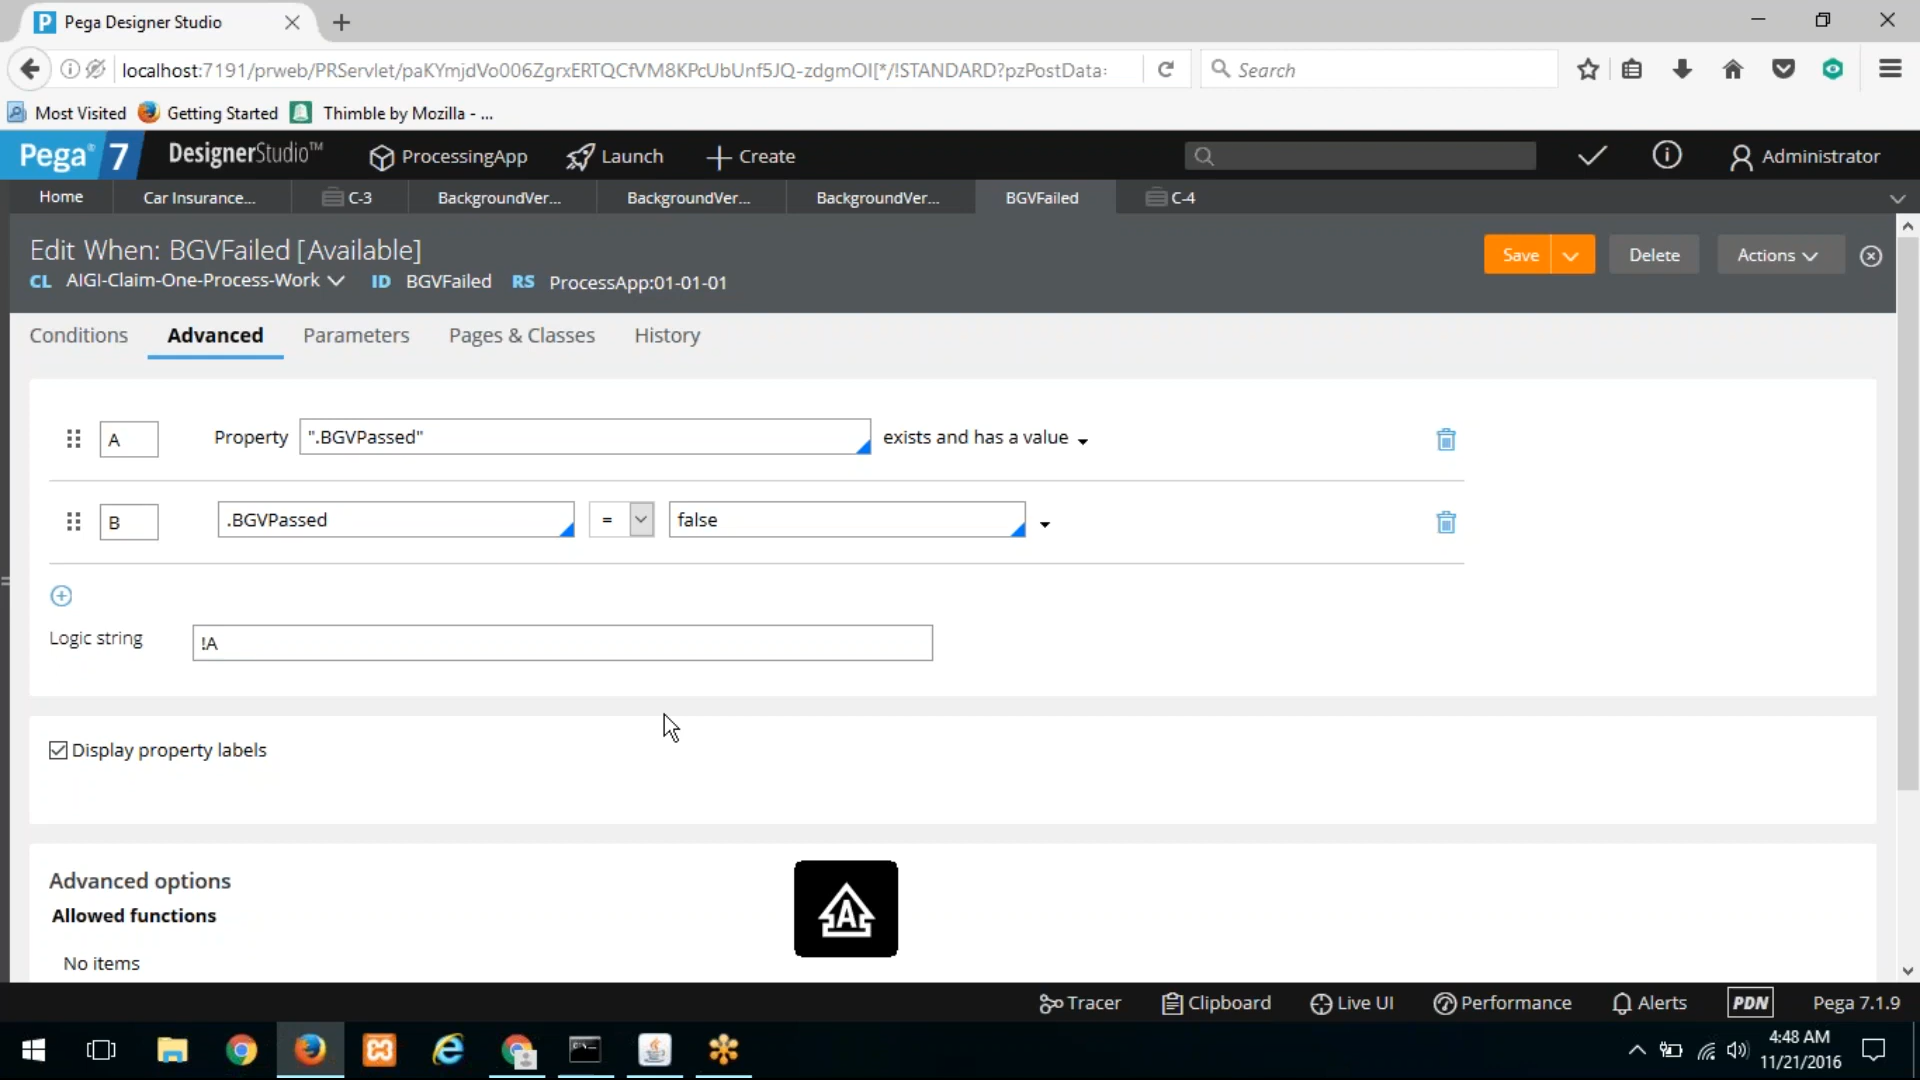 Pega Designer Studio
localhost:7191/prweb/PRServlet/paKYmjdVo006ZgrxERTQCfVM8KPcUbUnf5JQ-zdgmOI[*/!STANDARD?pzPostData:
Search
Most Visited
Getting Started
Thimble by Mozilla - ...
Pega® 7
DesignerStudio™
ProcessingApp
Launch
Create
Administrator
Home
Car Insurance...
C-3
BackgroundVer...
BackgroundVer...
BackgroundVer...
BGVFailed
C-4
Edit When: BGVFailed [Available]
CL AIGI-Claim-One-Process-Work ID BGVFailed RS ProcessApp:01-01-01
Save
Delete
Actions
Conditions
Advanced
Parameters
Pages & Classes
History
A
Property
".BGVPassed"
exists and has a value
B
.BGVPassed
=
false
Logic string
!A
Display property labels
Advanced options
Allowed functions
No items
A
Tracer
Clipboard
Live UI
Performance
Alerts
PDN
Pega 7.1.9
4:48 AM
11/21/2016